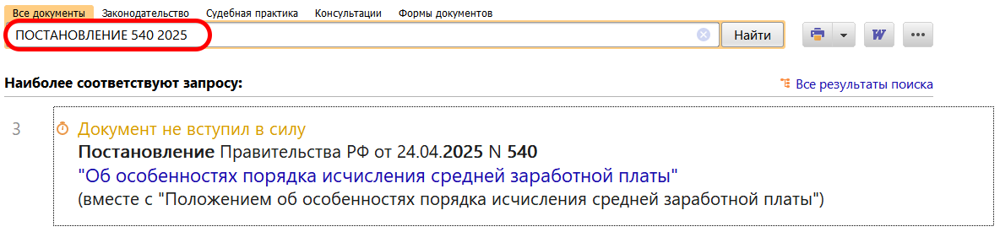 Все документы Законодательство Судебная практика Консультации Формы документов
ПОСТАНОВЛЕНИЕ 540 2025 Найти W
Наиболее соответствуют запросу: Все результаты поиска
3 Документ не вступил в силу
Постановление Правительства РФ от 24.04.2025 N 540
"Об особенностях порядка исчисления средней заработной платы"
(вместе с "Положением об особенностях порядка исчисления средней заработной платы")